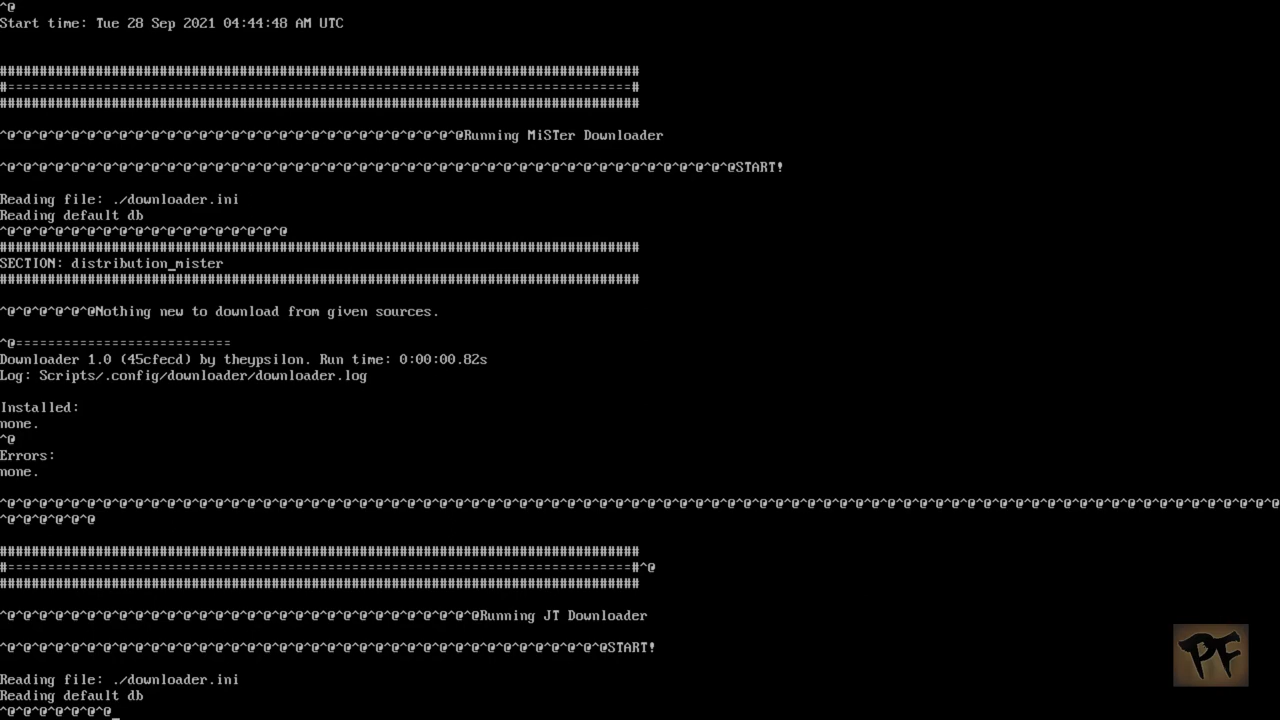 ^@
Start time: Tue 28 Sep 2021 04:44:48 AM UTC
################################################################################
#==============================================================================#
################################################################################
^@^@^@^@^@^@^@^@^@^@^@^@^@^@^@^@^@^@^@^@^@^@^@^@^@^@^@^@^@Running MiSTer Downloader
^@^@^@^@^@^@^@^@^@^@^@^@^@^@^@^@^@^@^@^@^@^@^@^@^@^@^@^@^@^@^@^@^@^@^@^@^@^@^@^@^@^@^@^@^@^@START!
Reading file: ./downloader.ini
Reading default db
^@^@^@^@^@^@^@^@^@^@^@^@^@^@^@^@^@^@
################################################################################
SECTION: distribution_mister
################################################################################
^@^@^@^@^@^@Nothing new to download from given sources.
^@===========================
Downloader 1.0 (45cfecd) by theypsilon. Run time: 0:00:00.82s
Log: Scripts/.config/downloader/downloader.log
Installed:
none.
^@
Errors:
none.
^@^@^@^@^@^@^@^@^@^@^@^@^@^@^@^@^@^@^@^@^@^@^@^@^@^@^@^@^@^@^@^@^@^@^@^@^@^@^@^@^@^@^@^@^@^@^@^@^@^@^@^@^@^@^@^@^@^@^@^@^@^@^@^@^@^@^@^@^@^@^@^@^@^@^@^@^@^@^@^@
^@^@^@^@^@^@
################################################################################
#==============================================================================#^@
################################################################################
^@^@^@^@^@^@^@^@^@^@^@^@^@^@^@^@^@^@^@^@^@^@^@^@^@^@^@^@^@^@Running JT Downloader
^@^@^@^@^@^@^@^@^@^@^@^@^@^@^@^@^@^@^@^@^@^@^@^@^@^@^@^@^@^@^@^@^@^@^@^@^@^@START!
Reading file: ./downloader.ini
Reading default db
^@^@^@^@^@^@^@_
PF